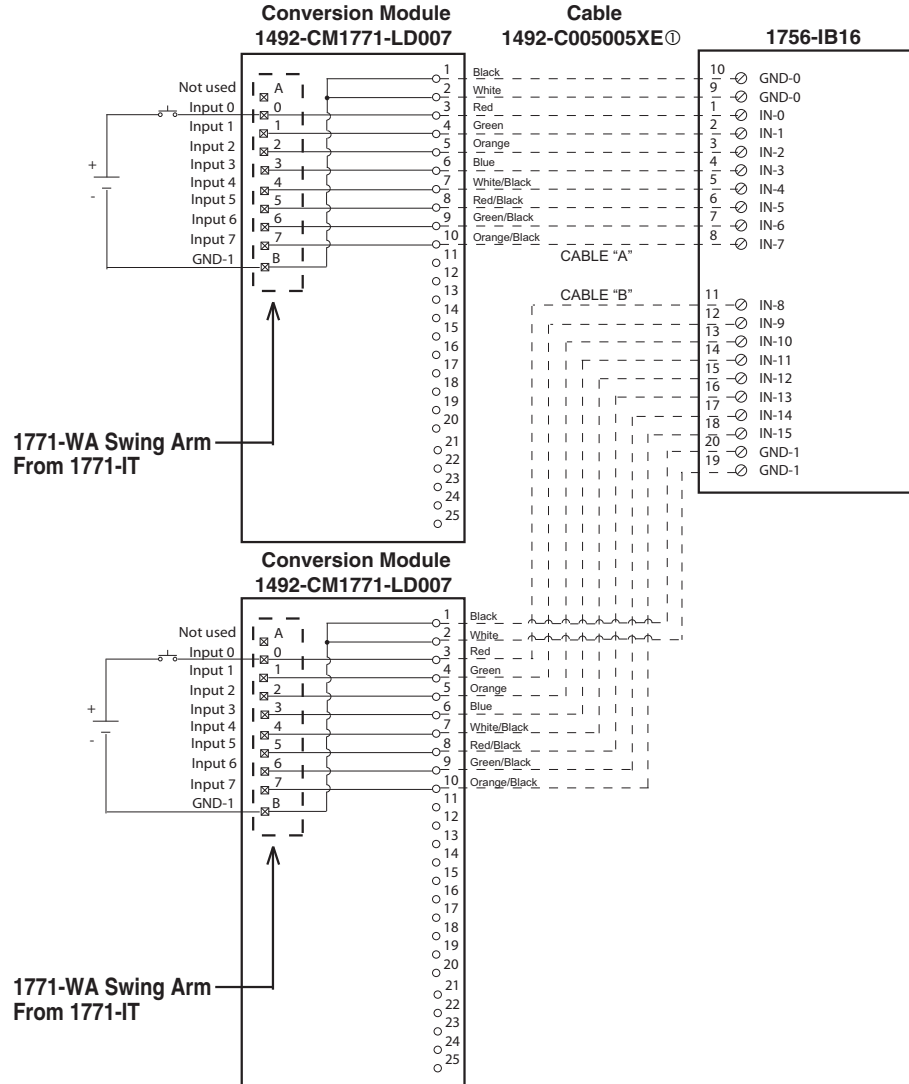 Conversion Module
1492-CM1771-LD007
Cable
1492-C005005XE①
1756-IB16
Not used A
Input 0 0
Input 1 1
Input 2 2
Input 3 3
Input 4 4
Input 5 5
Input 6 6
Input 7 7
GND-1 B
+
-
1 Black 10 GND-0
2 White 9 GND-0
3 Red 1 IN-0
4 Green 2 IN-1
5 Orange 3 IN-2
6 Blue 4 IN-3
7 White/Black 5 IN-4
8 Red/Black 6 IN-5
9 Green/Black 7 IN-6
10 Orange/Black 8 IN-7
11
12
13
14
15
16
17
18
19
20
21
22
23
24
25
CABLE “A”
CABLE “B”
11 IN-8
12 IN-9
13 IN-10
14 IN-11
15 IN-12
16 IN-13
17 IN-14
18 IN-15
20 GND-1
19 GND-1
1771-WA Swing Arm
From 1771-IT
Conversion Module
1492-CM1771-LD007
Not used A
Input 0 0
Input 1 1
Input 2 2
Input 3 3
Input 4 4
Input 5 5
Input 6 6
Input 7 7
GND-1 B
+
-
1 Black
2 White
3 Red
4 Green
5 Orange
6 Blue
7 White/Black
8 Red/Black
9 Green/Black
10 Orange/Black
11
12
13
14
15
16
17
18
19
20
21
22
23
24
25
1771-WA Swing Arm
From 1771-IT